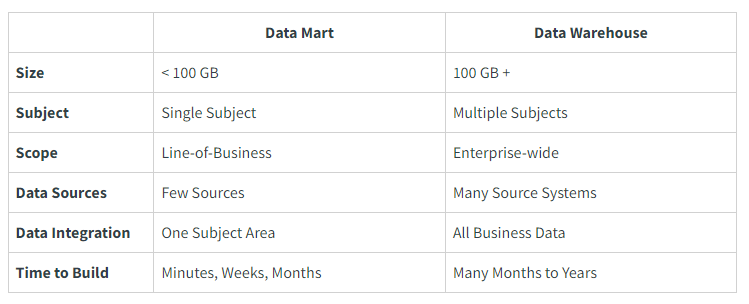 Data Mart Data Warehouse
Size < 100 GB 100 GB +
Subject Single Subject Multiple Subjects
Scope Line-of-Business Enterprise-wide
Data Sources Few Sources Many Source Systems
Data Integration One Subject Area All Business Data
Time to Build Minutes, Weeks, Months Many Months to Years